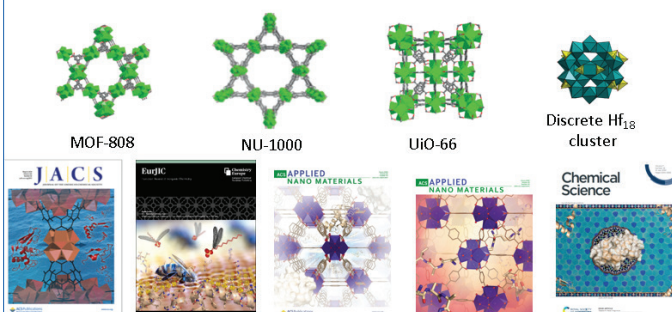 MOF-808
NU-1000
UiO-66
Discrete Hf18
cluster
J|A|C|S
EurJIC
Chemistry
Europe
ACS APPLIED
NANO MATERIALS
ACS APPLIED
NANO MATERIALS
Chemical
Science